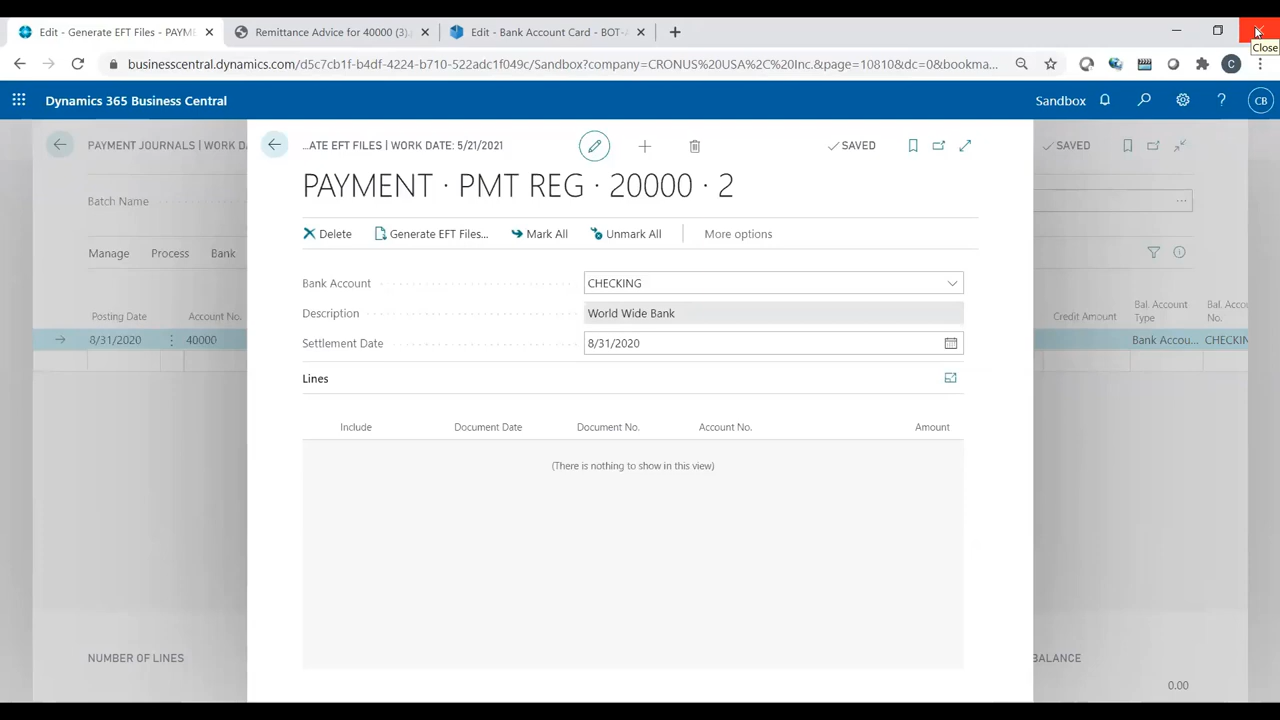 Edit - Generate EFT Files - PAYM
Remittance Advice for 40000 (3).
Edit - Bank Account Card - BOT-
Close
businesscentral.dynamics.com/d5c7cb1f-b4df-4224-b710-522adc1f049c/Sandbox?company=CRONUS%20USA%2C%20Inc.&page=10810&dc=0&bookma...
C
Dynamics 365 Business Central
Sandbox
?
CB
PAYMENT JOURNALS | WORK DA
...ATE EFT FILES | WORK DATE: 5/21/2021
SAVED
SAVED
PAYMENT · PMT REG · 20000 · 2
Batch Name
...
Delete
Generate EFT Files...
Mark All
Unmark All
More options
Manage
Process
Bank
Bank Account
CHECKING
Description
World Wide Bank
Settlement Date
8/31/2020
Posting Date
Account No.
Credit Amount
Bal. Account Type
Bal. Accou
No.
8/31/2020
40000
Bank Accou...
CHECKIN
Lines
Include
Document Date
Document No.
Account No.
Amount
(There is nothing to show in this view)
NUMBER OF LINES
BALANCE
0.00